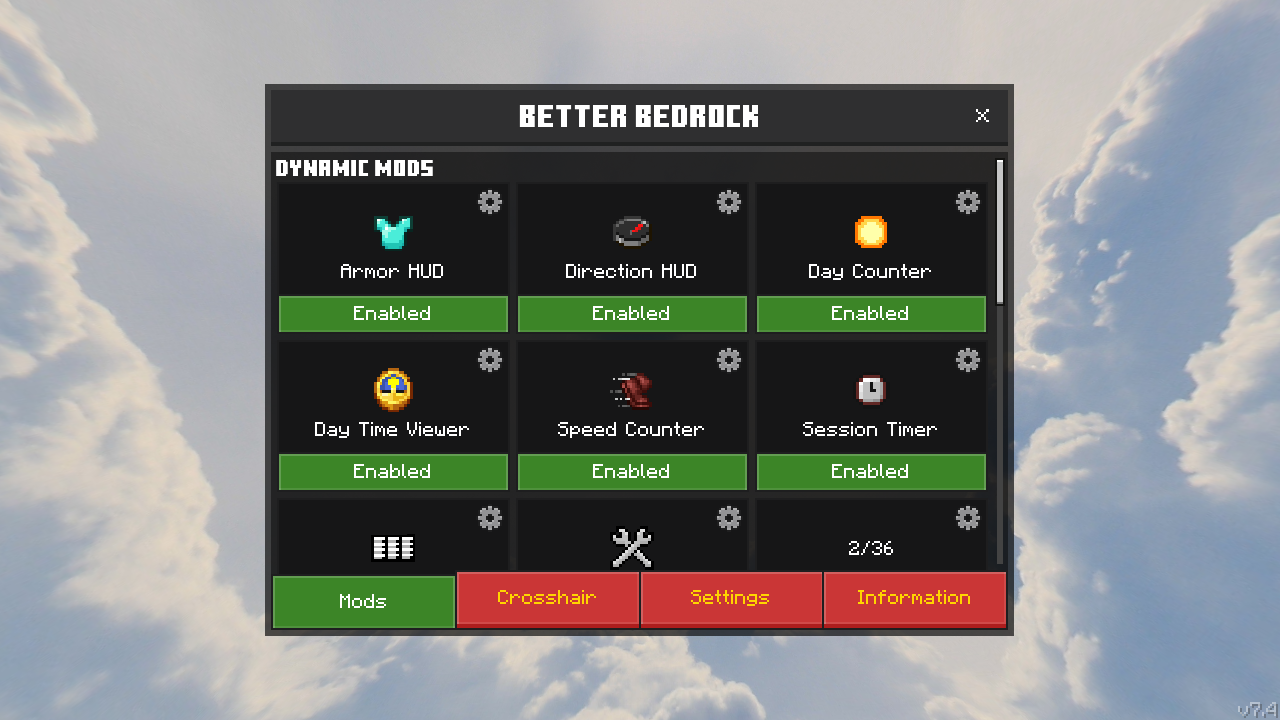 BETTER BEDROCK
DYNAMIC MODS
Armor HUD
Direction HUD
Day Counter
Enabled
Enabled
Enabled
Day Time Viewer
Speed Counter
Session Timer
Enabled
Enabled
Enabled
2/36
Mods
Crosshair
Settings
Information
v7.4